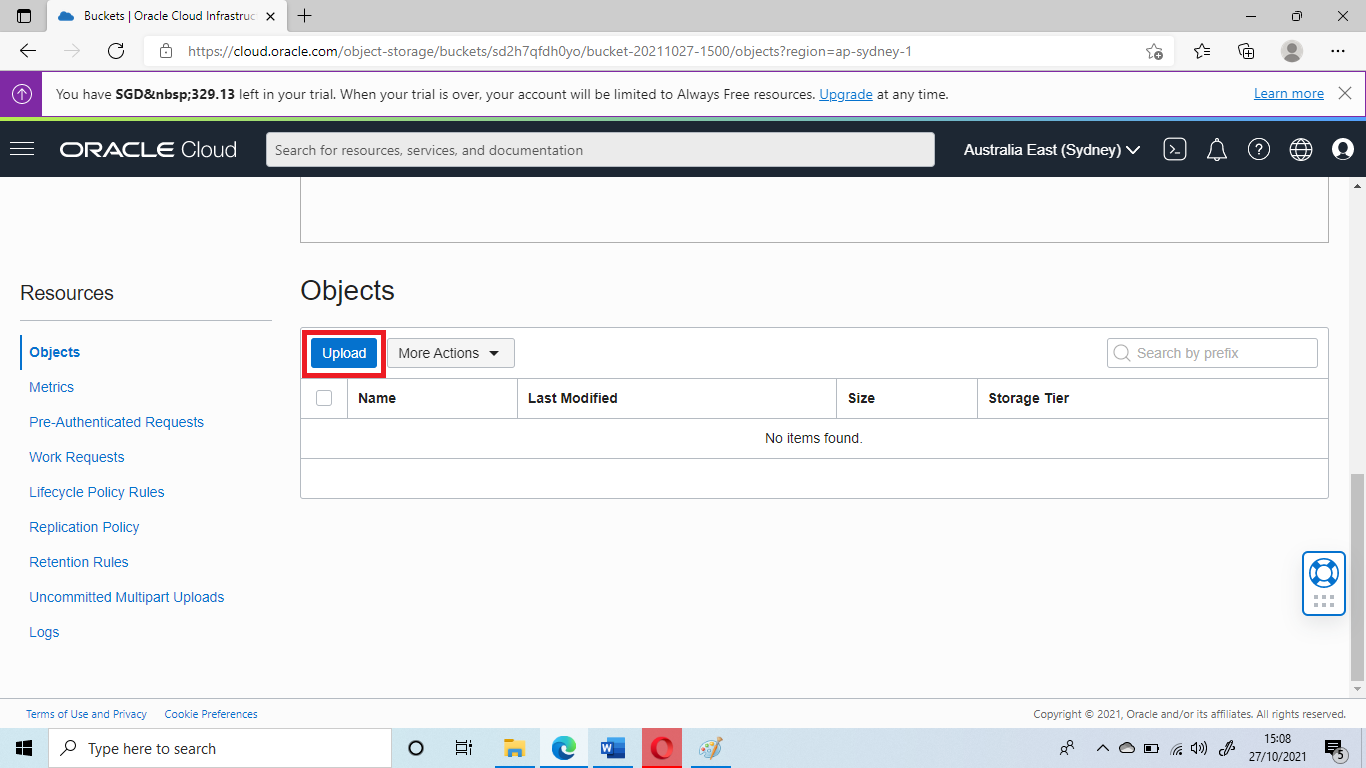 Buckets | Oracle Cloud Infrastruc
https://cloud.oracle.com/object-storage/buckets/sd2h7qfdh0yo/bucket-20211027-1500/objects?region=ap-sydney-1
You have SGD&nbsp;329.13 left in your trial. When your trial is over, your account will be limited to Always Free resources. Upgrade at any time.
Learn more
ORACLE Cloud
Search for resources, services, and documentation
Australia East (Sydney)
Resources
Objects
Metrics
Pre-Authenticated Requests
Work Requests
Lifecycle Policy Rules
Replication Policy
Retention Rules
Uncommitted Multipart Uploads
Logs
Objects
Upload
More Actions
Search by prefix
Name Last Modified Size Storage Tier
No items found.
Terms of Use and Privacy Cookie Preferences
Copyright © 2021, Oracle and/or its affiliates. All rights reserved.
Type here to search
15:08
27/10/2021
5